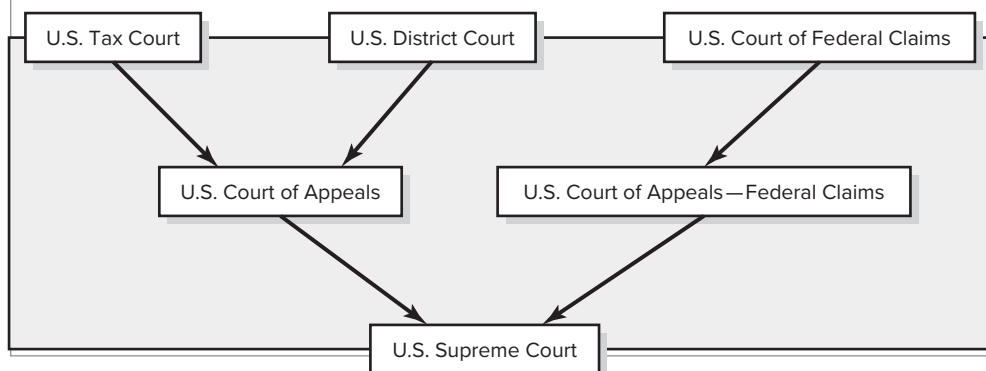 U.S. Tax Court
U.S. District Court
U.S. Court of Federal Claims
U.S. Court of Appeals
U.S. Court of Appeals—Federal Claims
U.S. Supreme Court